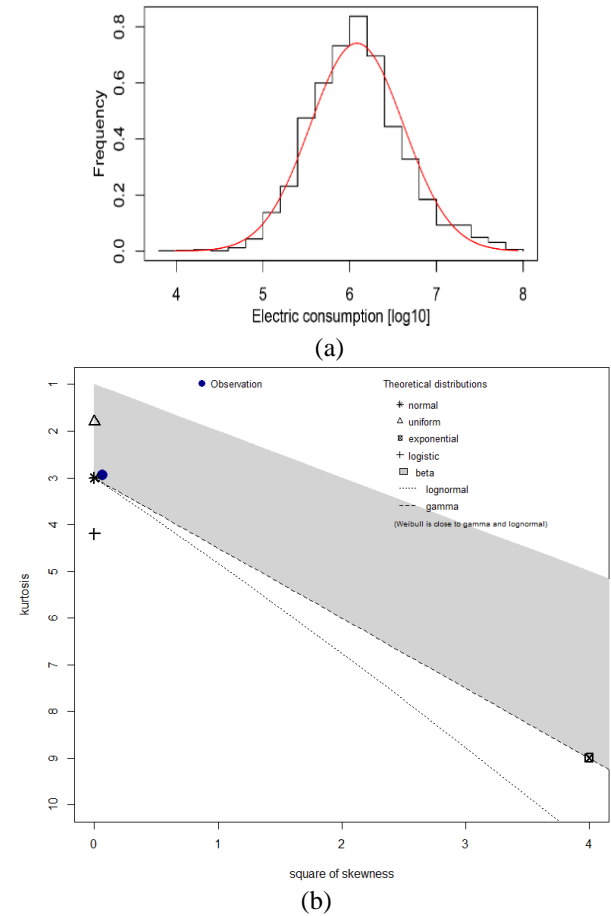 0.8
0.6
0.4
0.2
0.0
Frequency
4 5 6 7 8
Electric consumption [log10]
(a)
Observation
Theoretical distributions
normal
uniform
exponential
logistic
beta
lognormal
gamma
(Weibull is close to gamma and lognormal)
kurtosis
1
2
3
4
5
6
7
8
9
10
0 1 2 3 4
square of skewness
(b)